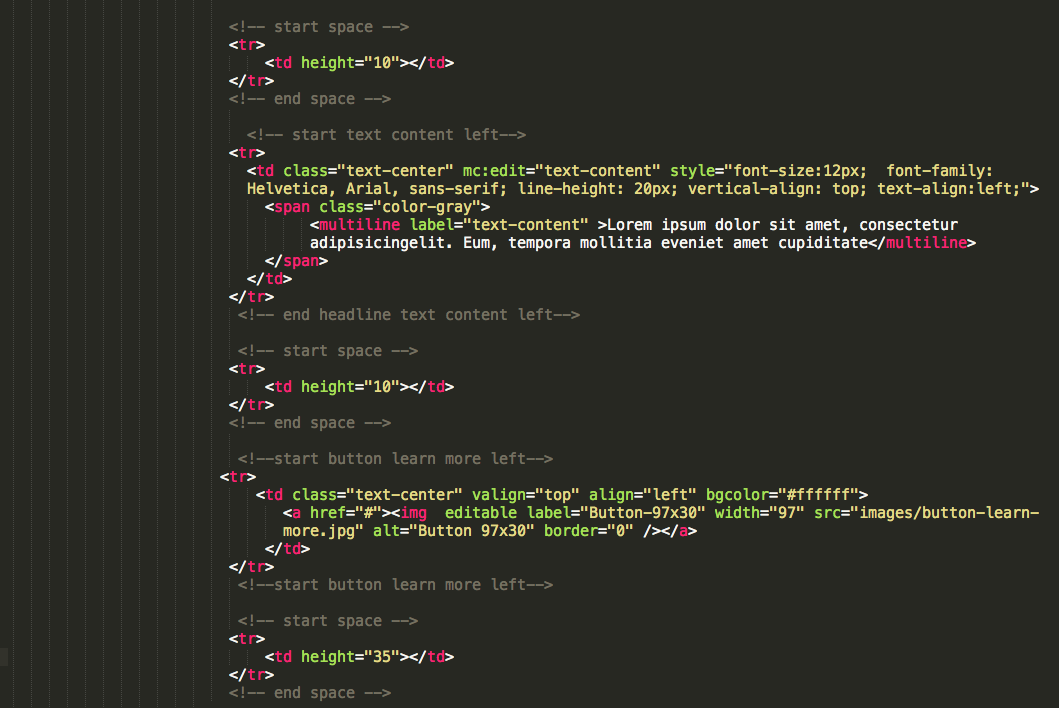 <!-- start space -->
<tr>
<td height="10"></td>
</tr>
<!-- end space -->
<!-- start text content left-->
<tr>
<td class="text-center" mc:edit="text-content" style="font-size:12px;  font-family:
Helvetica, Arial, sans-serif; line-height: 20px; vertical-align: top; text-align:left;">
<span class="color-gray">
<multiline label="text-content" >Lorem ipsum dolor sit amet, consectetur
adipisicingelit. Eum, tempora mollitia eveniet amet cupiditate</multiline>
</span>
</td>
</tr>
<!-- end headline text content left-->
<!-- start space -->
<tr>
<td height="10"></td>
</tr>
<!-- end space -->
<!--start button learn more left-->
<tr>
<td class="text-center" valign="top" align="left" bgcolor="#ffffff">
<a href="#"><img  editable label="Button-97x30" width="97" src="images/button-learn-
more.jpg" alt="Button 97x30" border="0" /></a>
</td>
</tr>
<!--start button learn more left-->
<!-- start space -->
<tr>
<td height="35"></td>
</tr>
<!-- end space -->